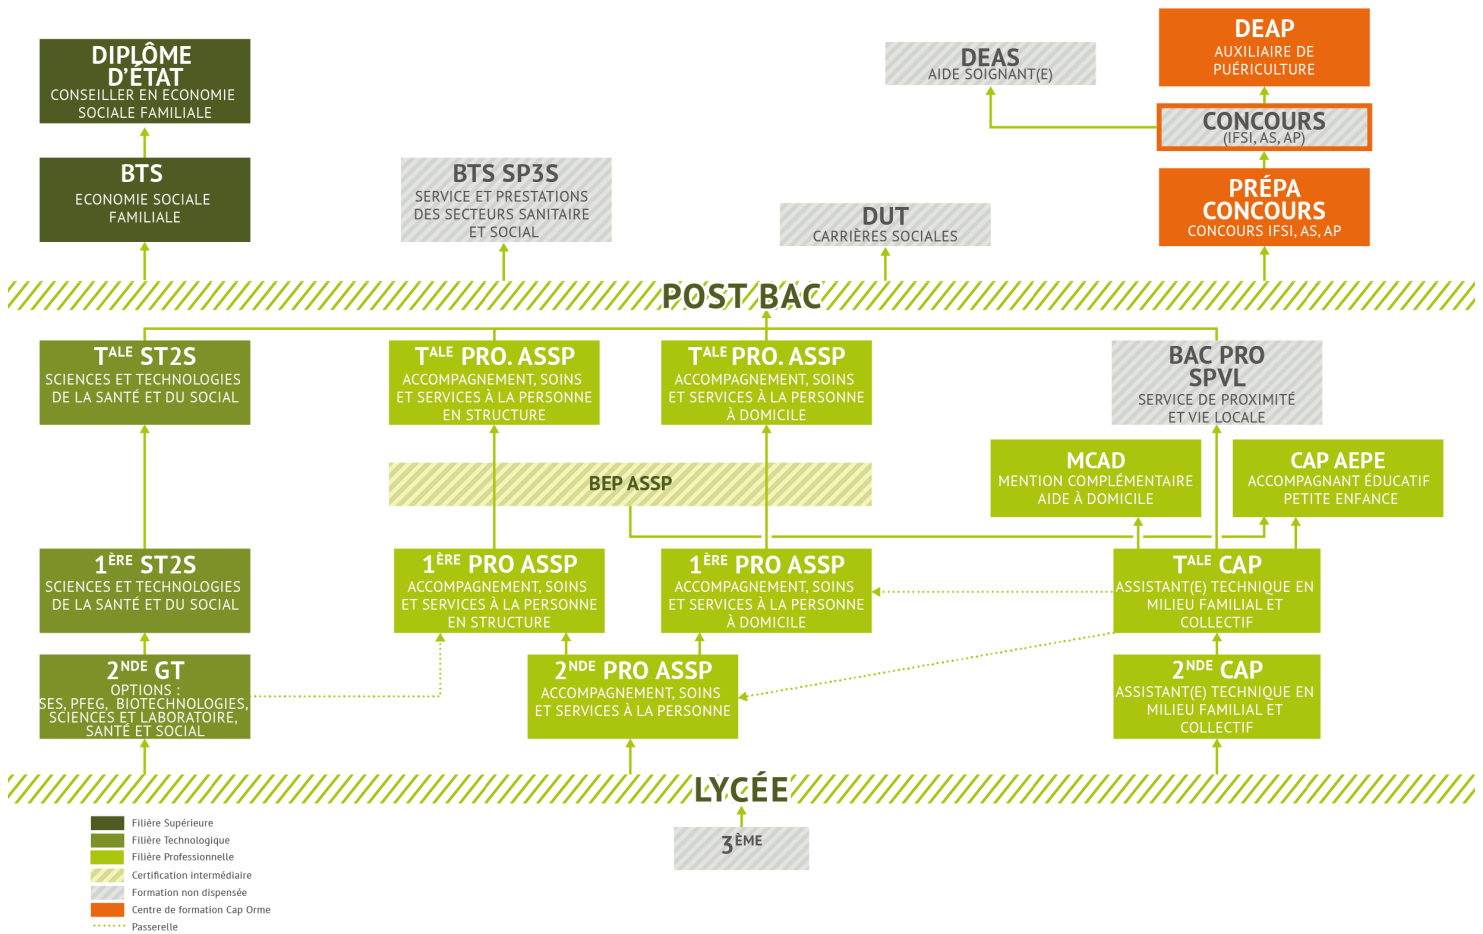 DIPLÔME
D'ÉTAT
CONSEILLER EN ECONOMIE
SOCIALE FAMILIALE
DEAS
AIDE SOIGNANT(E)
DEAP
AUXILIAIRE DE
PUÉRICULTURE
CONCOURS
(IFSI, AS, AP)
BTS
ECONOMIE SOCIALE
FAMILIALE
BTS SP3S
SERVICE ET PRESTATIONS
DES SECTEURS SANITAIRE
ET SOCIAL
DUT
CARRIÈRES SOCIALES
PRÉPA
CONCOURS
CONCOURS IFSI, AS, AP
POST BAC
TALE ST2S
SCIENCES ET TECHNOLOGIES
DE LA SANTÉ ET DU SOCIAL
TALE PRO. ASSP
ACCOMPAGNEMENT, SOINS
ET SERVICES À LA PERSONNE
EN STRUCTURE
TALE PRO. ASSP
ACCOMPAGNEMENT, SOINS
ET SERVICES À LA PERSONNE
À DOMICILE
BAC PRO
SPVL
SERVICE DE PROXIMITÉ
ET VIE LOCALE
BEP ASSP
MCAD
MENTION COMPLÉMENTAIRE
AIDE À DOMICILE
CAP AEPE
ACCOMPAGNANT ÉDUCATIF
PETITE ENFANCE
1ÈRE ST2S
SCIENCES ET TECHNOLOGIES
DE LA SANTÉ ET DU SOCIAL
1ÈRE PRO ASSP
ACCOMPAGNEMENT, SOINS
ET SERVICES À LA PERSONNE
EN STRUCTURE
1ÈRE PRO ASSP
ACCOMPAGNEMENT, SOINS
ET SERVICES À LA PERSONNE
À DOMICILE
TALE CAP
ASSISTANT(E) TECHNIQUE EN
MILIEU FAMILIAL ET
COLLECTIF
2NDE GT
OPTIONS :
SES, PFEG, BIOTECHNOLOGIES,
SCIENCES ET LABORATOIRE,
SANTÉ ET SOCIAL
2NDE PRO ASSP
ACCOMPAGNEMENT, SOINS
ET SERVICES À LA PERSONNE
2NDE CAP
ASSISTANT(E) TECHNIQUE EN
MILIEU FAMILIAL ET
COLLECTIF
LYCÉE
3ÈME
Filière Supérieure
Filière Technologique
Filière Professionnelle
Certification intermédiaire
Formation non dispensée
Centre de formation Cap Orme
Passerelle